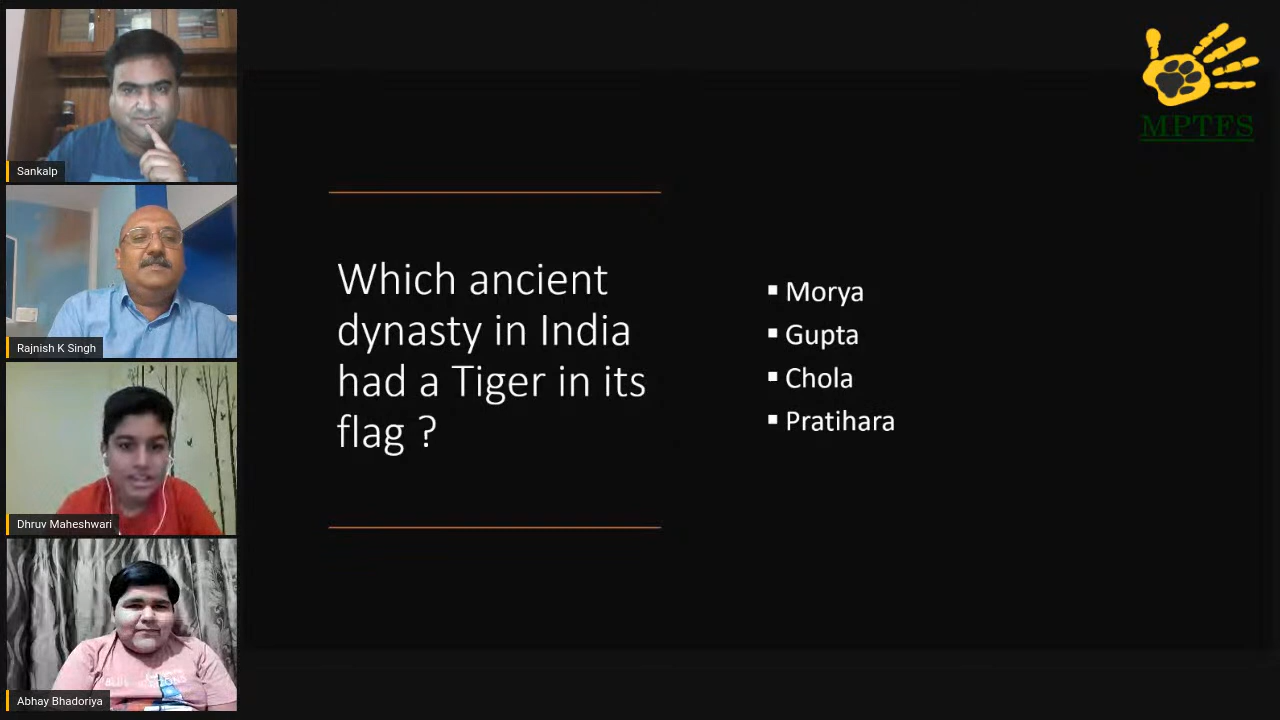 Sankalp
Rajnish K Singh
Dhruv Maheshwari
Abhay Bhadoriya
Which ancient
dynasty in India
had a Tiger in its
flag ?
▪ Morya
▪ Gupta
▪ Chola
▪ Pratihara
MPTFS